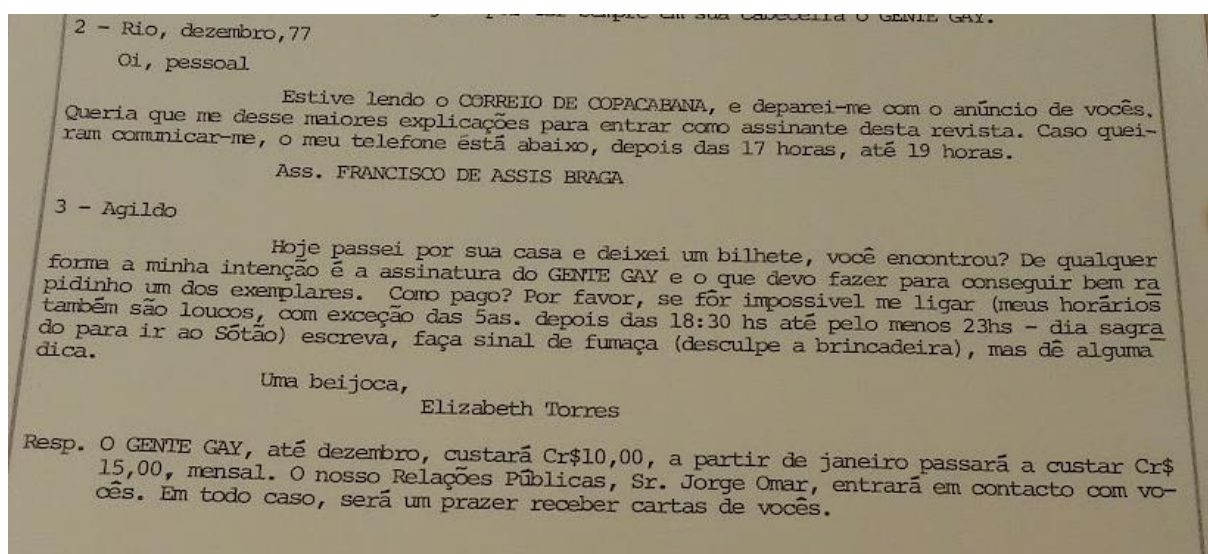 sempre em sua cabeceira o GENTE GAY.
2 - Rio, dezembro,77
Oi, pessoal
Estive lendo o CORREIO DE COPACABANA, e deparei-me com o anúncio de vocês.
Queria que me desse maiores explicações para entrar como assinante desta revista. Caso quei-
ram comunicar-me, o meu telefone está abaixo, depois das 17 horas, até 19 horas.
Ass. FRANCISCO DE ASSIS BRAGA
3 - Agildo
Hoje passei por sua casa e deixei um bilhete, você encontrou? De qualquer
forma a minha intenção é a assinatura do GENTE GAY e o que devo fazer para conseguir bem ra
pidinho um dos exemplares. Como pago? Por favor, se fôr impossivel me ligar (meus horários
também são loucos, com exceção das 5as. depois das 18:30 hs até pelo menos 23hs - dia sagra
do para ir ao Sótão) escreva, faça sinal de fumaça (desculpe a brincadeira), mas dê alguma
dica.
Uma beijoca,
Elizabeth Torres
Resp. O GENTE GAY, até dezembro, custará Cr$10,00, a partir de janeiro passará a custar Cr$
15,00, mensal. O nosso Relações Públicas, Sr. Jorge Omar, entrará em contacto com vo-
cês. Em todo caso, será um prazer receber cartas de vocês.